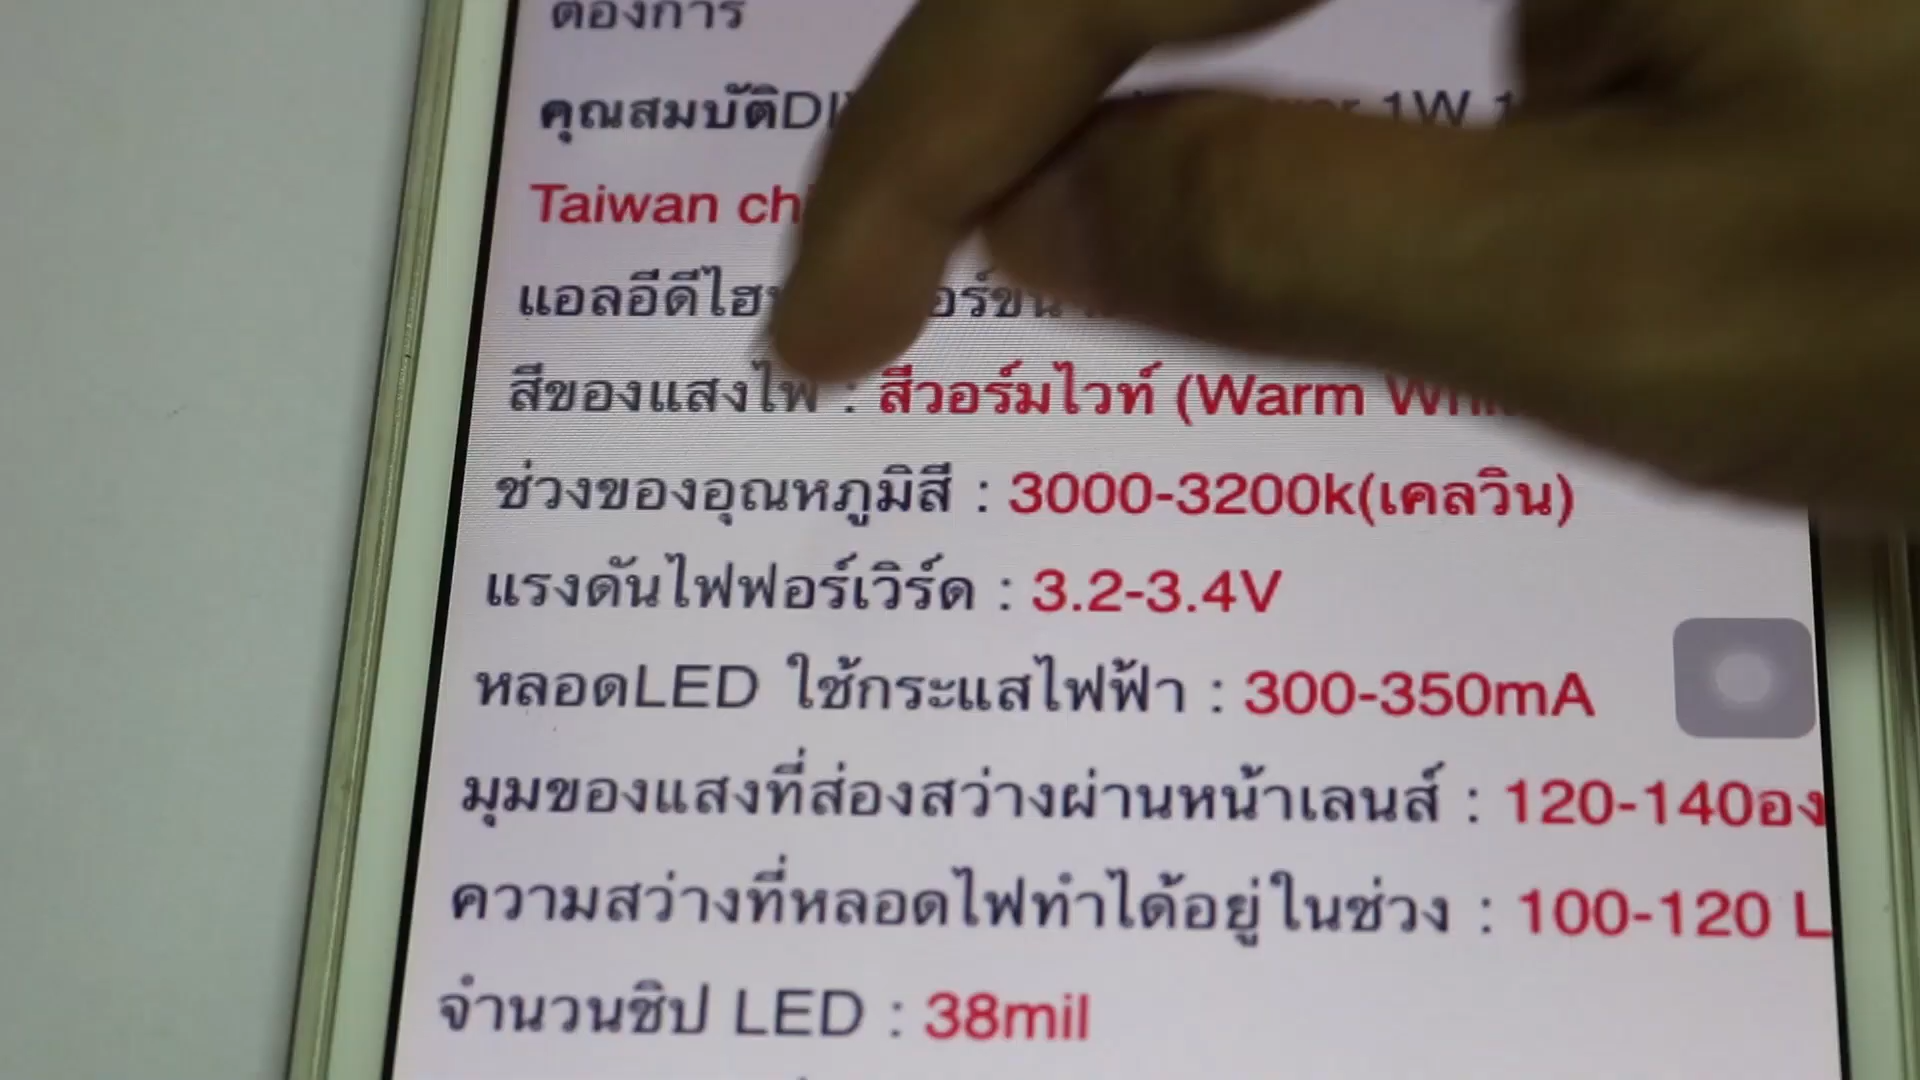 ต้องการ
คุณสมบัติDI 1W
Taiwan
แอลอีดี
สีของแสงไฟ : สีวอร์มไวท์ (Warm
ช่วงของอุณหภูมิสี : 3000-3200k(เคลวิน)
แรงดันไฟฟอร์เวิร์ด : 3.2-3.4V
หลอดLED ใช้กระแสไฟฟ้า : 300-350mA
มุมของแสงที่ส่องสว่างผ่านหน้าเลนส์ : 120-140อง
ความสว่างที่หลอดไฟทำได้อยู่ในช่วง : 100-120 L
จำนวนชิป LED : 38mil